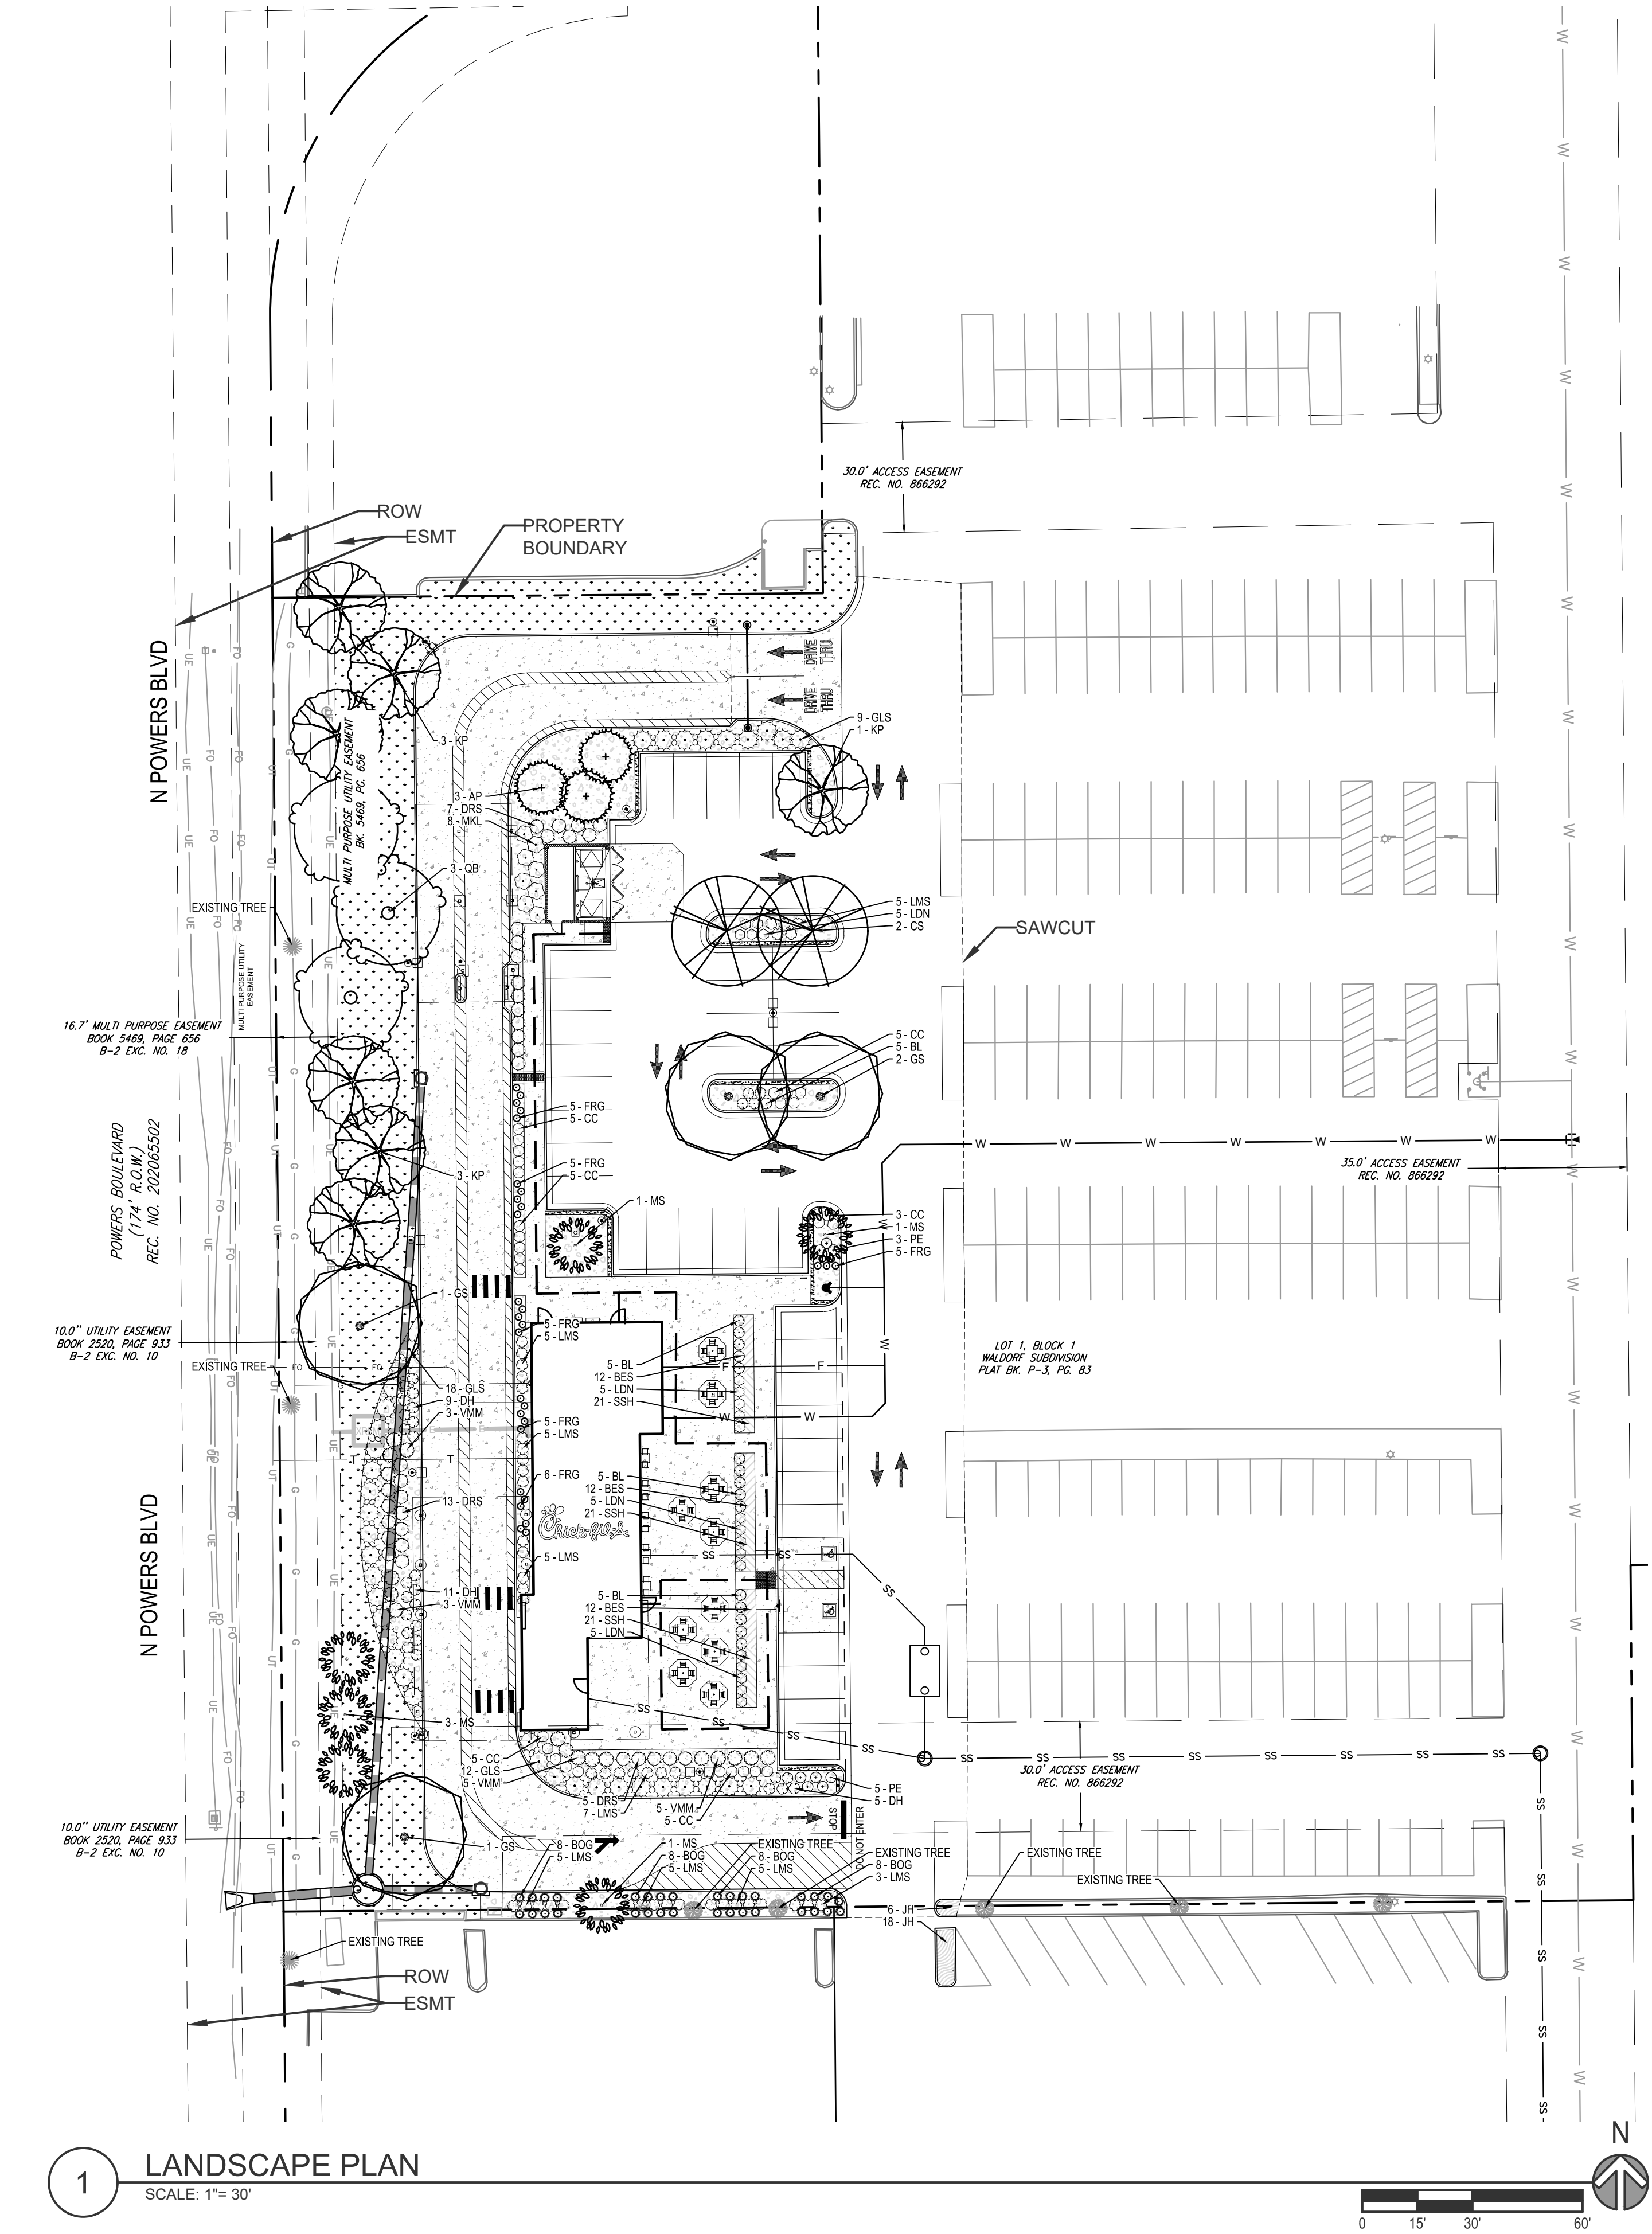 30.0' ACCESS EASEMENT
REC. NO. 866292
ROW
ESMT
PROPERTY
BOUNDARY
N POWERS BLVD
DRIVE
THRU
DRIVE
THRU
9 - GLS
1 - KP
3 - KP
MULTI PURPOSE UTILITY EASEMENT
BK. 5469, PG. 656
3 - AP
7 - DRS
8 - MKL
3 - QB
EXISTING TREE
5 - LMS
5 - LDN
2 - CS
SAWCUT
MULTI PURPOSE UTILITY
EASEMENT
16.7' MULTI PURPOSE EASEMENT
BOOK 5469, PAGE 656
B-2 EXC. NO. 18
5 - CC
5 - BL
2 - GS
5 - FRG
5 - CC
POWERS BOULEVARD
(174' R.O.W.)
REC. NO. 202065502
5 - FRG
5 - CC
3 - KP
35.0' ACCESS EASEMENT
REC. NO. 866292
1 - MS
3 - CC
1 - MS
3 - PE
5 - FRG
1 - GS
5 - FRG
5 - LMS
10.0'' UTILITY EASEMENT
BOOK 2520, PAGE 933
B-2 EXC. NO. 10
EXISTING TREE
LOT 1, BLOCK 1
WALDORF SUBDIVISION
PLAT BK. P-3, PG. 83
5 - BL
12 - BES
5 - LDN
21 - SSH
18 - GLS
9 - DH
3 - VMM
5 - FRG
5 - LMS
6 - FRG
5 - BL
12 - BES
5 - LDN
21 - SSH
13 - DRS
Chick-fil-A
N POWERS BLVD
5 - LMS
11 - DH
3 - VMM
5 - BL
12 - BES
21 - SSH
5 - LDN
3 - MS
5 - CC
12 - GLS
5 - VMM
5 - DRS
7 - LMS
5 - VMM
5 - CC
5 - PE
5 - DH
30.0' ACCESS EASEMENT
REC. NO. 866292
STOP
DO NOT ENTER
10.0'' UTILITY EASEMENT
BOOK 2520, PAGE 933
B-2 EXC. NO. 10
1 - GS
8 - BOG
5 - LMS
1 - MS
8 - BOG
5 - LMS
EXISTING TREE
8 - BOG
5 - LMS
EXISTING TREE
8 - BOG
3 - LMS
EXISTING TREE
EXISTING TREE
6 - JH
18 - JH
EXISTING TREE
ROW
ESMT
1
LANDSCAPE PLAN
SCALE: 1"= 30'
N
0 15' 30' 60'